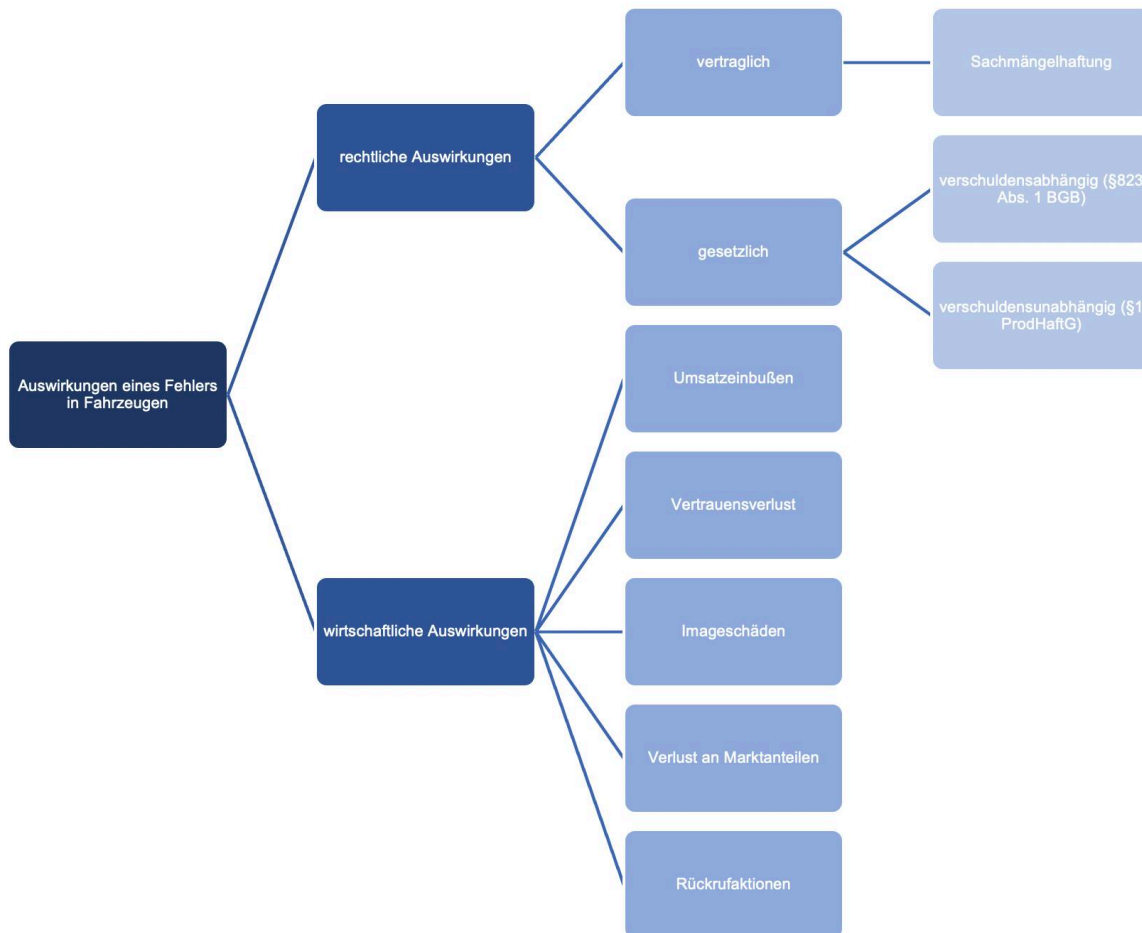 vertraglich
Sachmängelhaftung
rechtliche Auswirkungen
verschuldensabhängig (§823
Abs. 1 BGB)
gesetzlich
verschuldensunabhängig (§1
ProdHaftG)
Auswirkungen eines Fehlers
in Fahrzeugen
Umsatzeinbußen
Vertrauensverlust
wirtschaftliche Auswirkungen
Imageschäden
Verlust an Marktanteilen
Rückrufaktionen